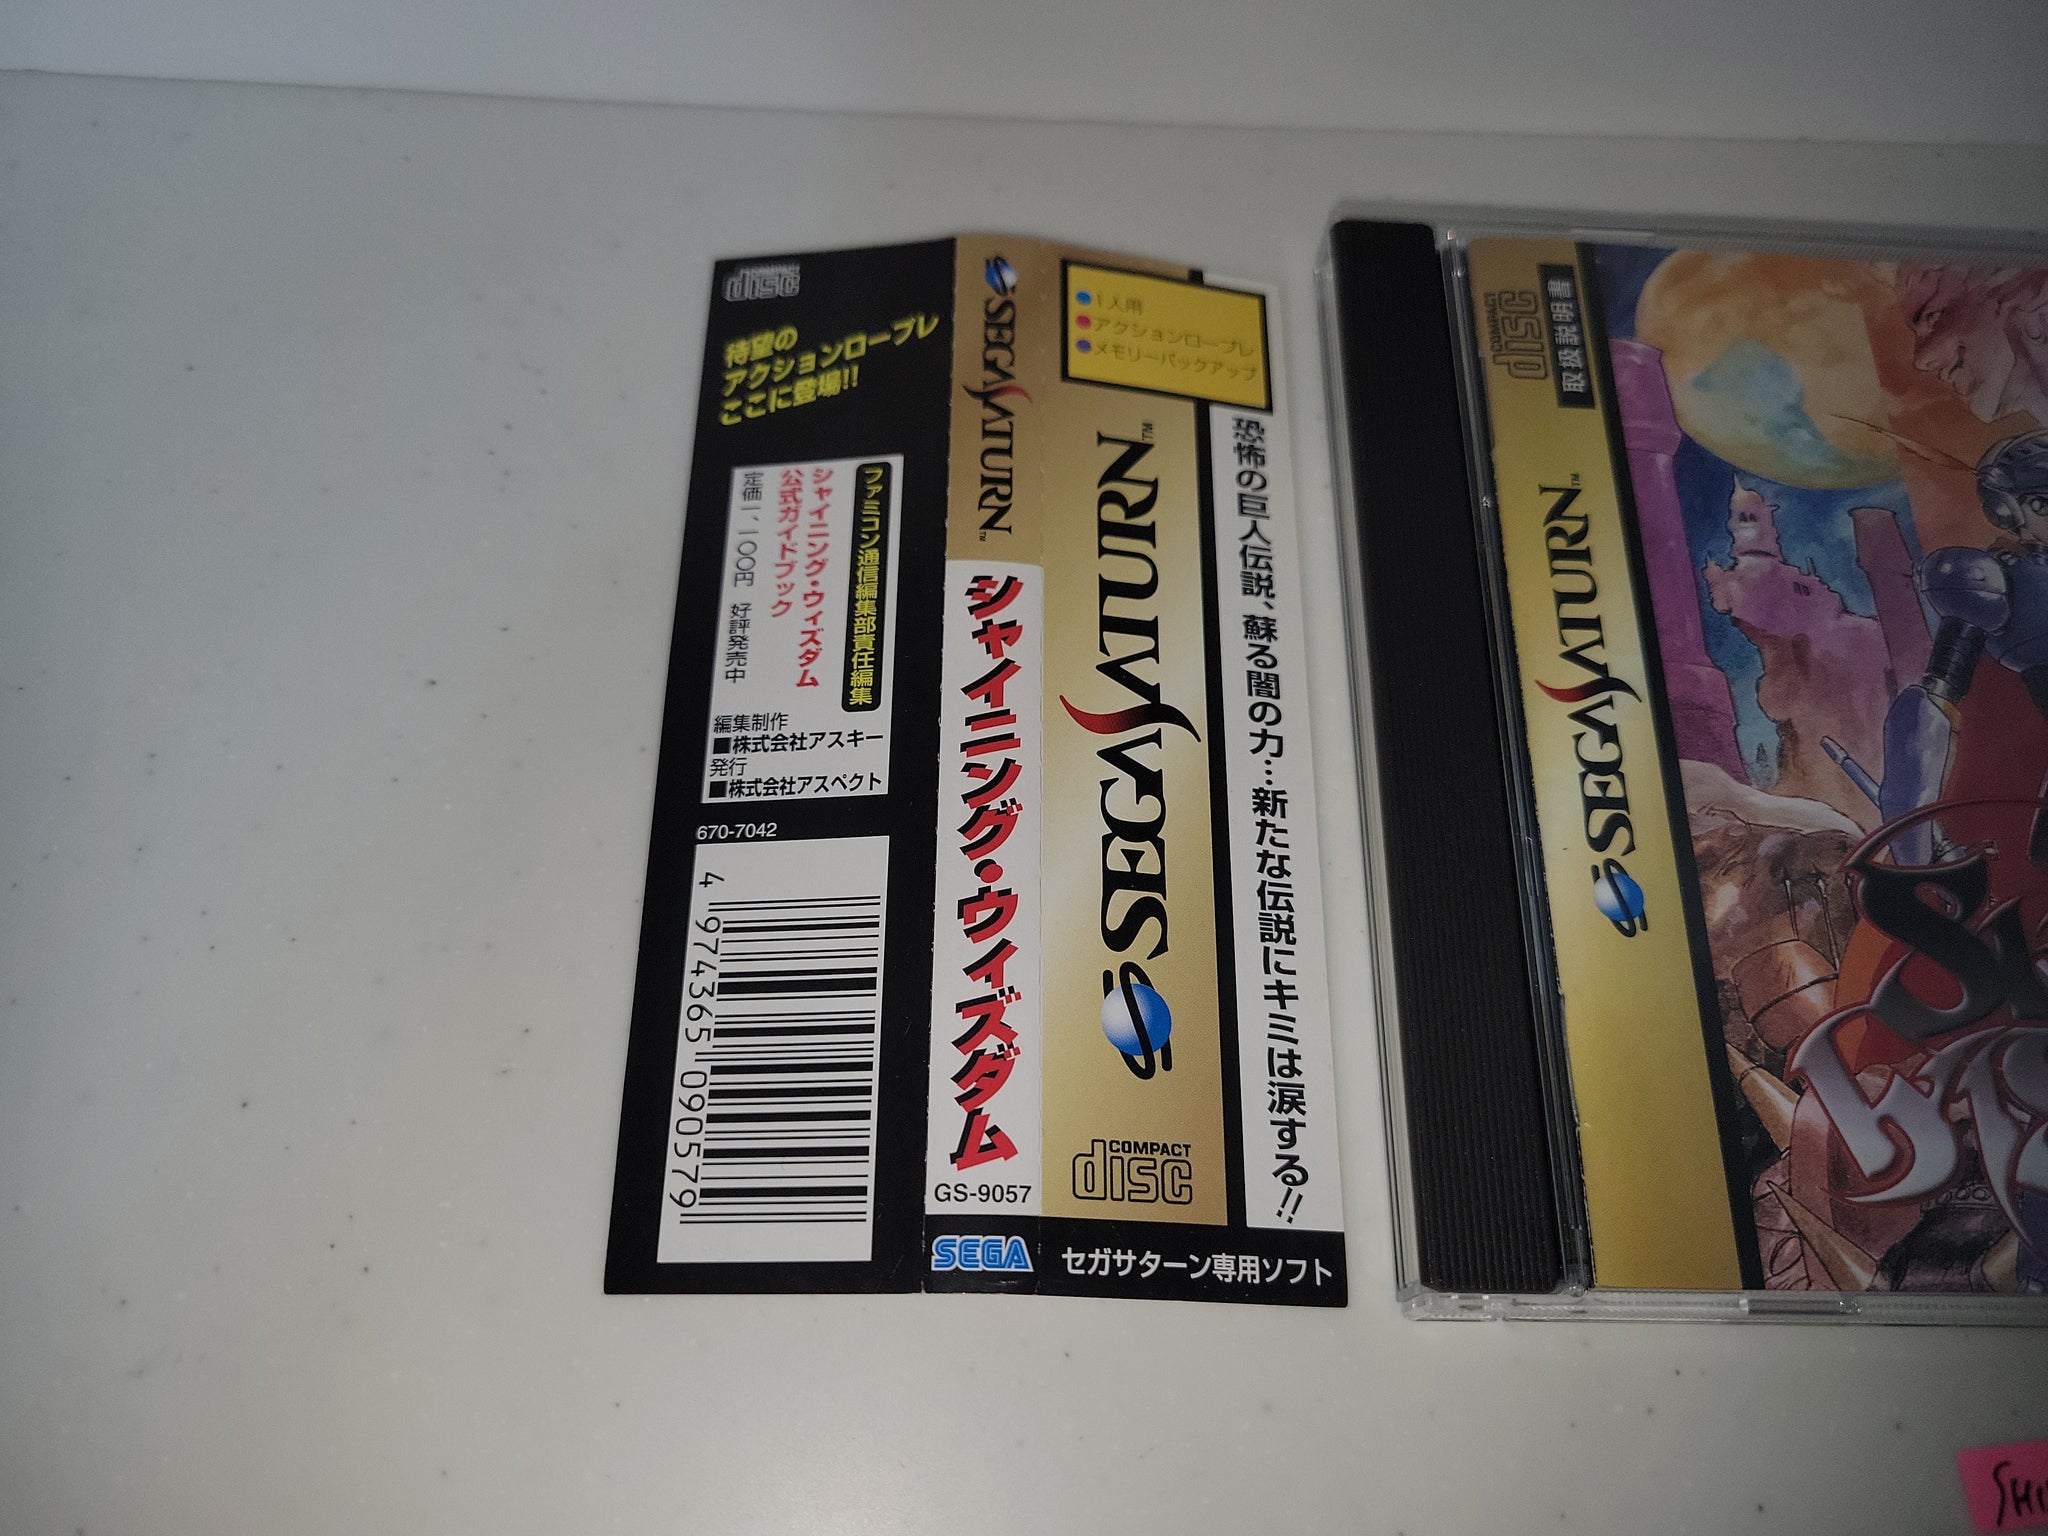 COMPACT
disc
待望の
アクションロープレ
ここに登場!!
ファミコン通信編集部責任編集
シャイニング・ウィズダム
公式ガイドブック
定価一、一〇〇円 好評発売中
編集制作
■株式会社アスキー
発行
■株式会社アスペクト
670-7042
4 974365 090579
SEGA SATURN™
シャイニング・ウィズダム
GS-9057
SEGA
●1人用
●アクションロープレ
●メモリーバックアップ
SEGA SATURN™
COMPACT
disc
恐怖の巨人伝説、蘇る闇の力…新たな伝説にキミは涙する!!
セガサターン専用ソフト
COMPACT
disc
取扱説明書
SEGA SATURN™